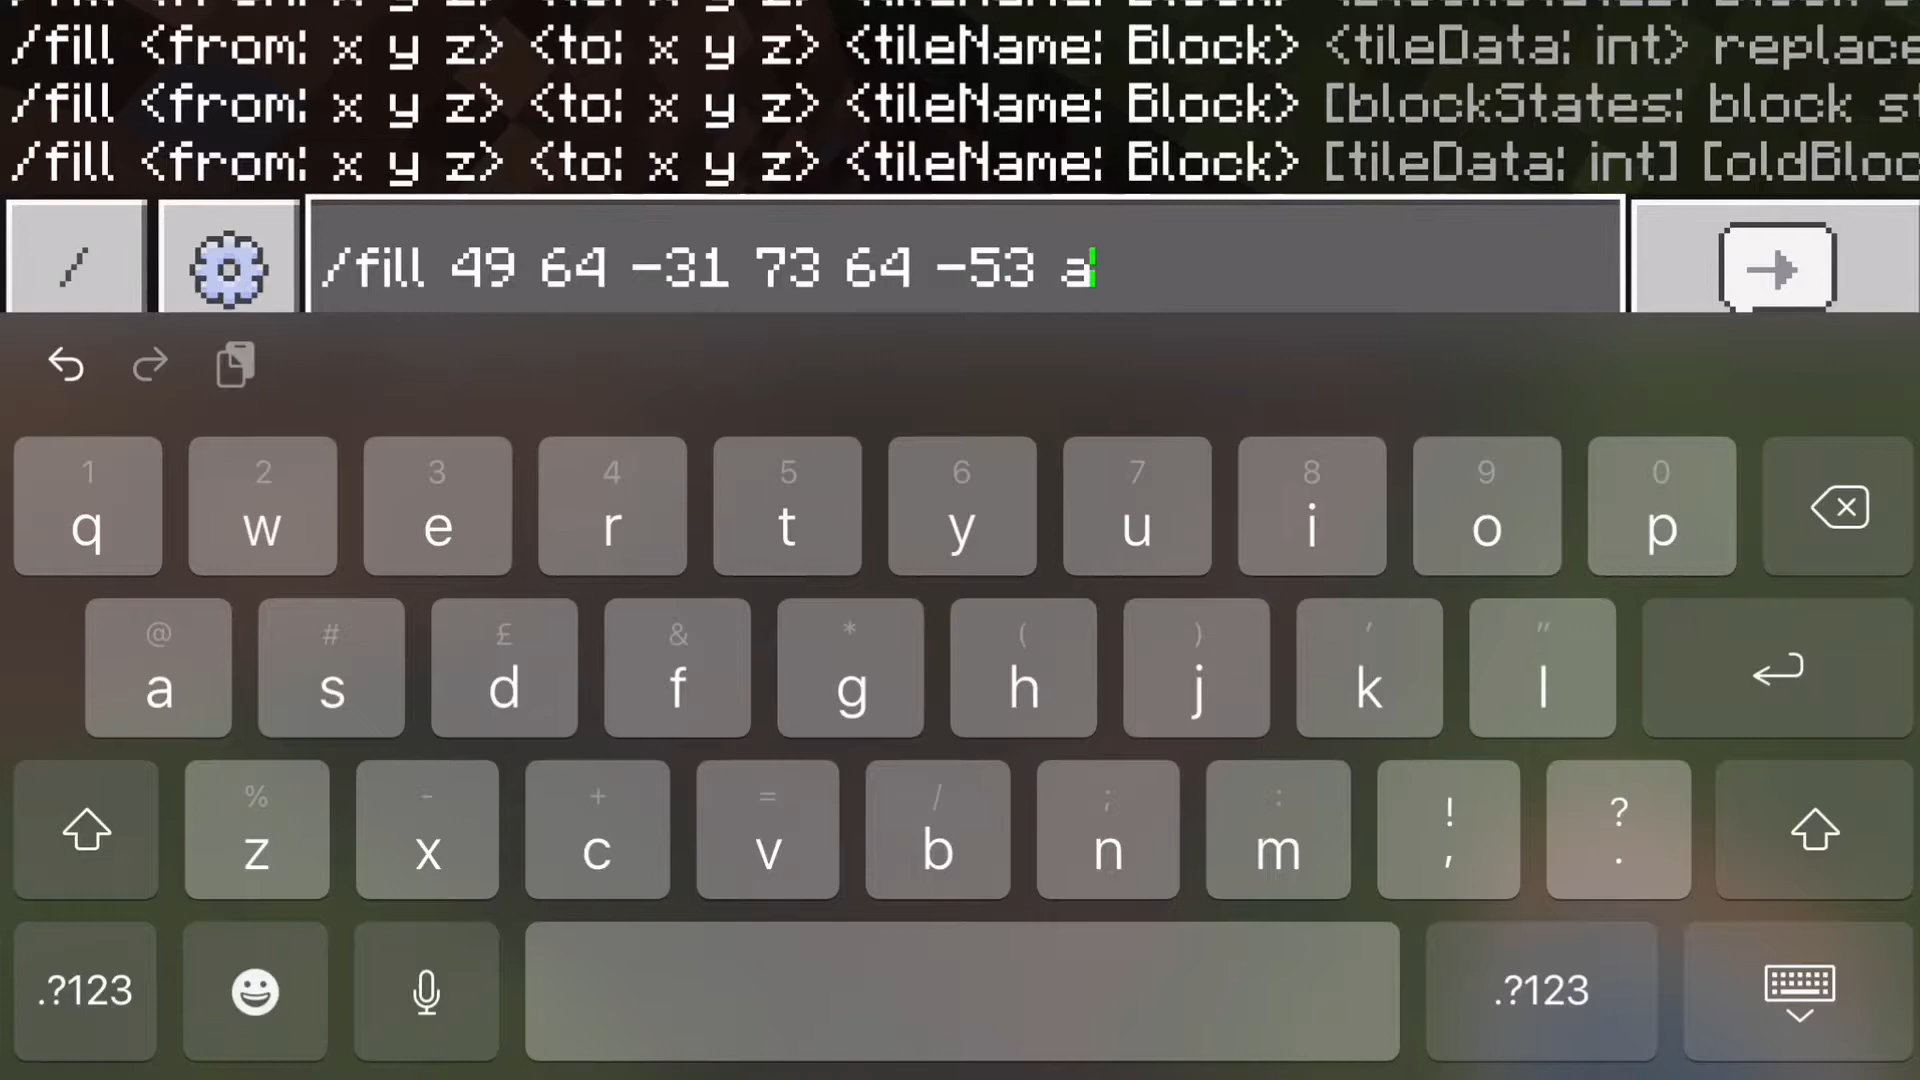 /fill <from: x y z> <to: x y z> <tileName: Block> <tileData: int> replace
/fill <from: x y z> <to: x y z> <tileName: Block> [blockStates: block st
/fill <from: x y z> <to: x y z> <tileName: Block> [tileData: int] [oldBloc
/ /fill 49 64 -31 73 64 -53 a
1 2 3 4 5 6 7 8 9 0
q w e r t y u i o p
@ # £ & * ( ) ' "
a s d f g h j k l
% - + = / ; : ! ?
z x c v b n m , .
.?123 .?123